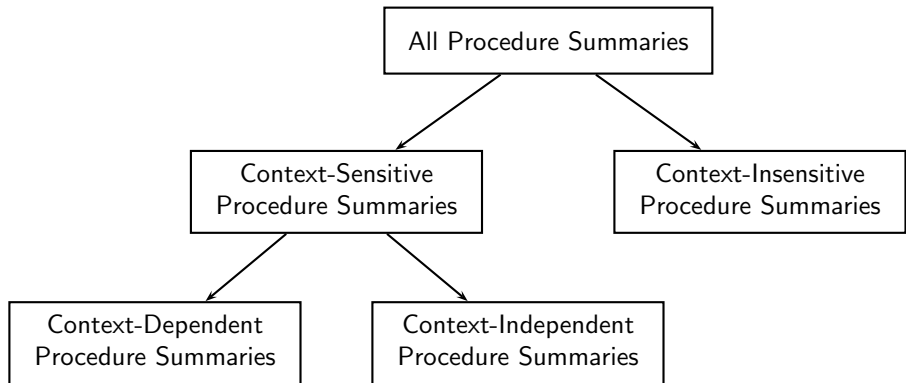 All Procedure Summaries
Context-Sensitive
Procedure Summaries
Context-Insensitive
Procedure Summaries
Context-Dependent
Procedure Summaries
Context-Independent
Procedure Summaries